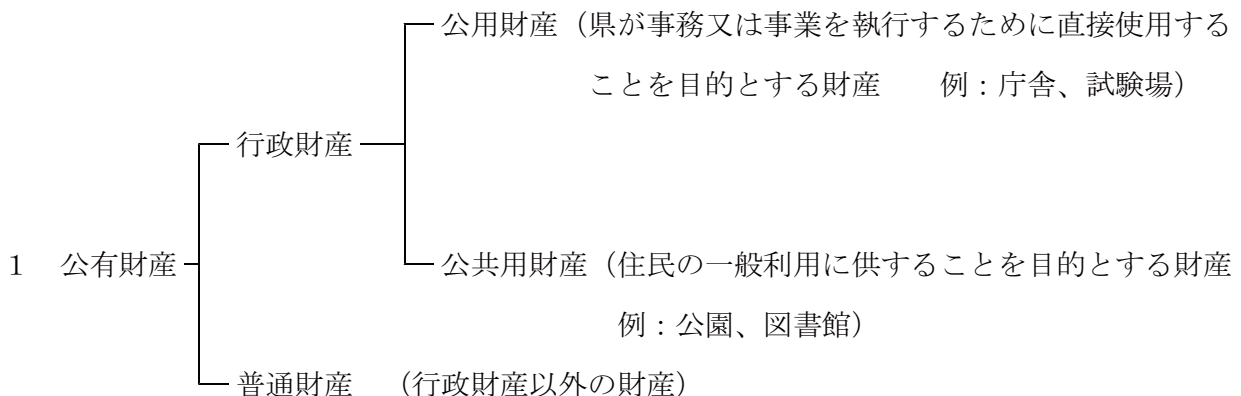 公用財産（県が事務又は事業を執行するために直接使用する
ことを目的とする財産　　例：庁舎、試験場）
行政財産
1　公有財産
公共用財産（住民の一般利用に供することを目的とする財産
例：公園、図書館）
普通財産　（行政財産以外の財産）